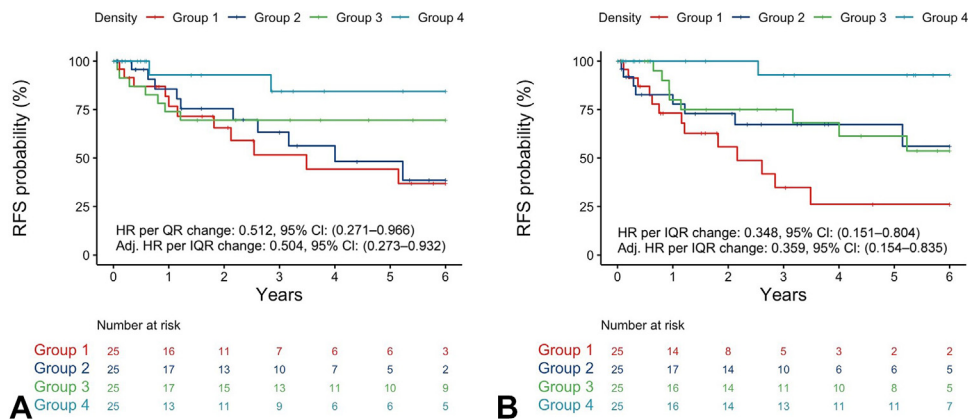 Density Group 1 Group 2 Group 3 Group 4
RFS probability (%)
100
75
50
25
0
HR per QR change: 0.512, 95% CI: (0.271–0.966)
Adj. HR per IQR change: 0.504, 95% CI: (0.273–0.932)
0 1 2 3 4 5 6
Years
Number at risk
Group 1 25 16 11 7 6 6 3
Group 2 25 17 13 10 7 5 2
Group 3 25 17 15 13 11 10 9
Group 4 25 13 11 9 6 6 5
A
Density Group 1 Group 2 Group 3 Group 4
RFS probability (%)
100
75
50
25
0
HR per IQR change: 0.348, 95% CI: (0.151–0.804)
Adj. HR per IQR change: 0.359, 95% CI: (0.154–0.835)
0 1 2 3 4 5 6
Years
Number at risk
Group 1 25 14 8 5 3 2 2
Group 2 25 17 14 10 6 6 5
Group 3 25 16 14 11 10 8 5
Group 4 25 16 14 13 11 11 7
B